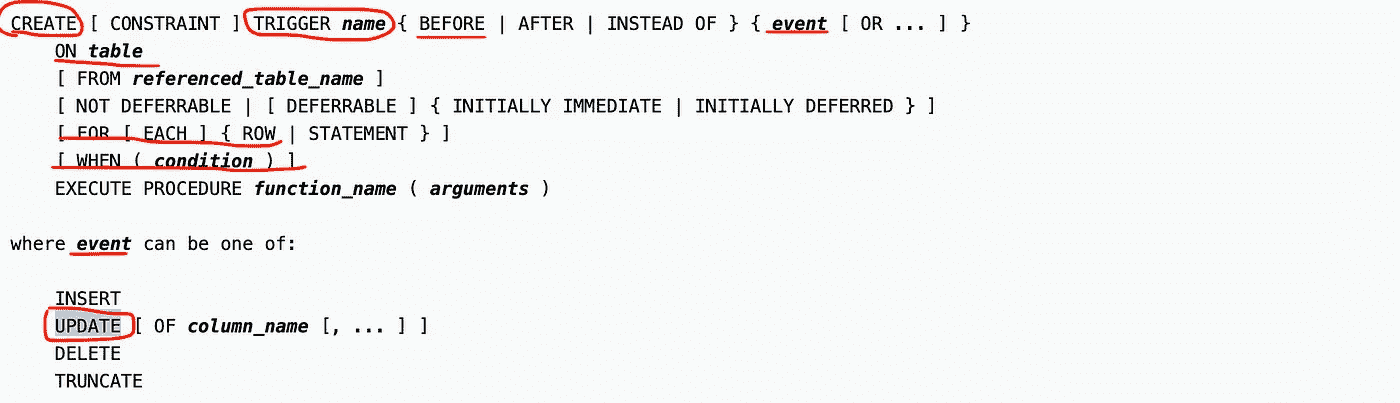 CREATE [ CONSTRAINT ] TRIGGER name { BEFORE | AFTER | INSTEAD OF } { event [ OR ... ] }
ON table
[ FROM referenced_table_name ]
[ NOT DEFERRABLE | [ DEFERRABLE ] { INITIALLY IMMEDIATE | INITIALLY DEFERRED } ]
[ FOR [ EACH ] { ROW | STATEMENT } ]
[ WHEN ( condition ) ]
EXECUTE PROCEDURE function_name ( arguments )
where event can be one of:
INSERT
UPDATE [ OF column_name [, ... ] ]
DELETE
TRUNCATE